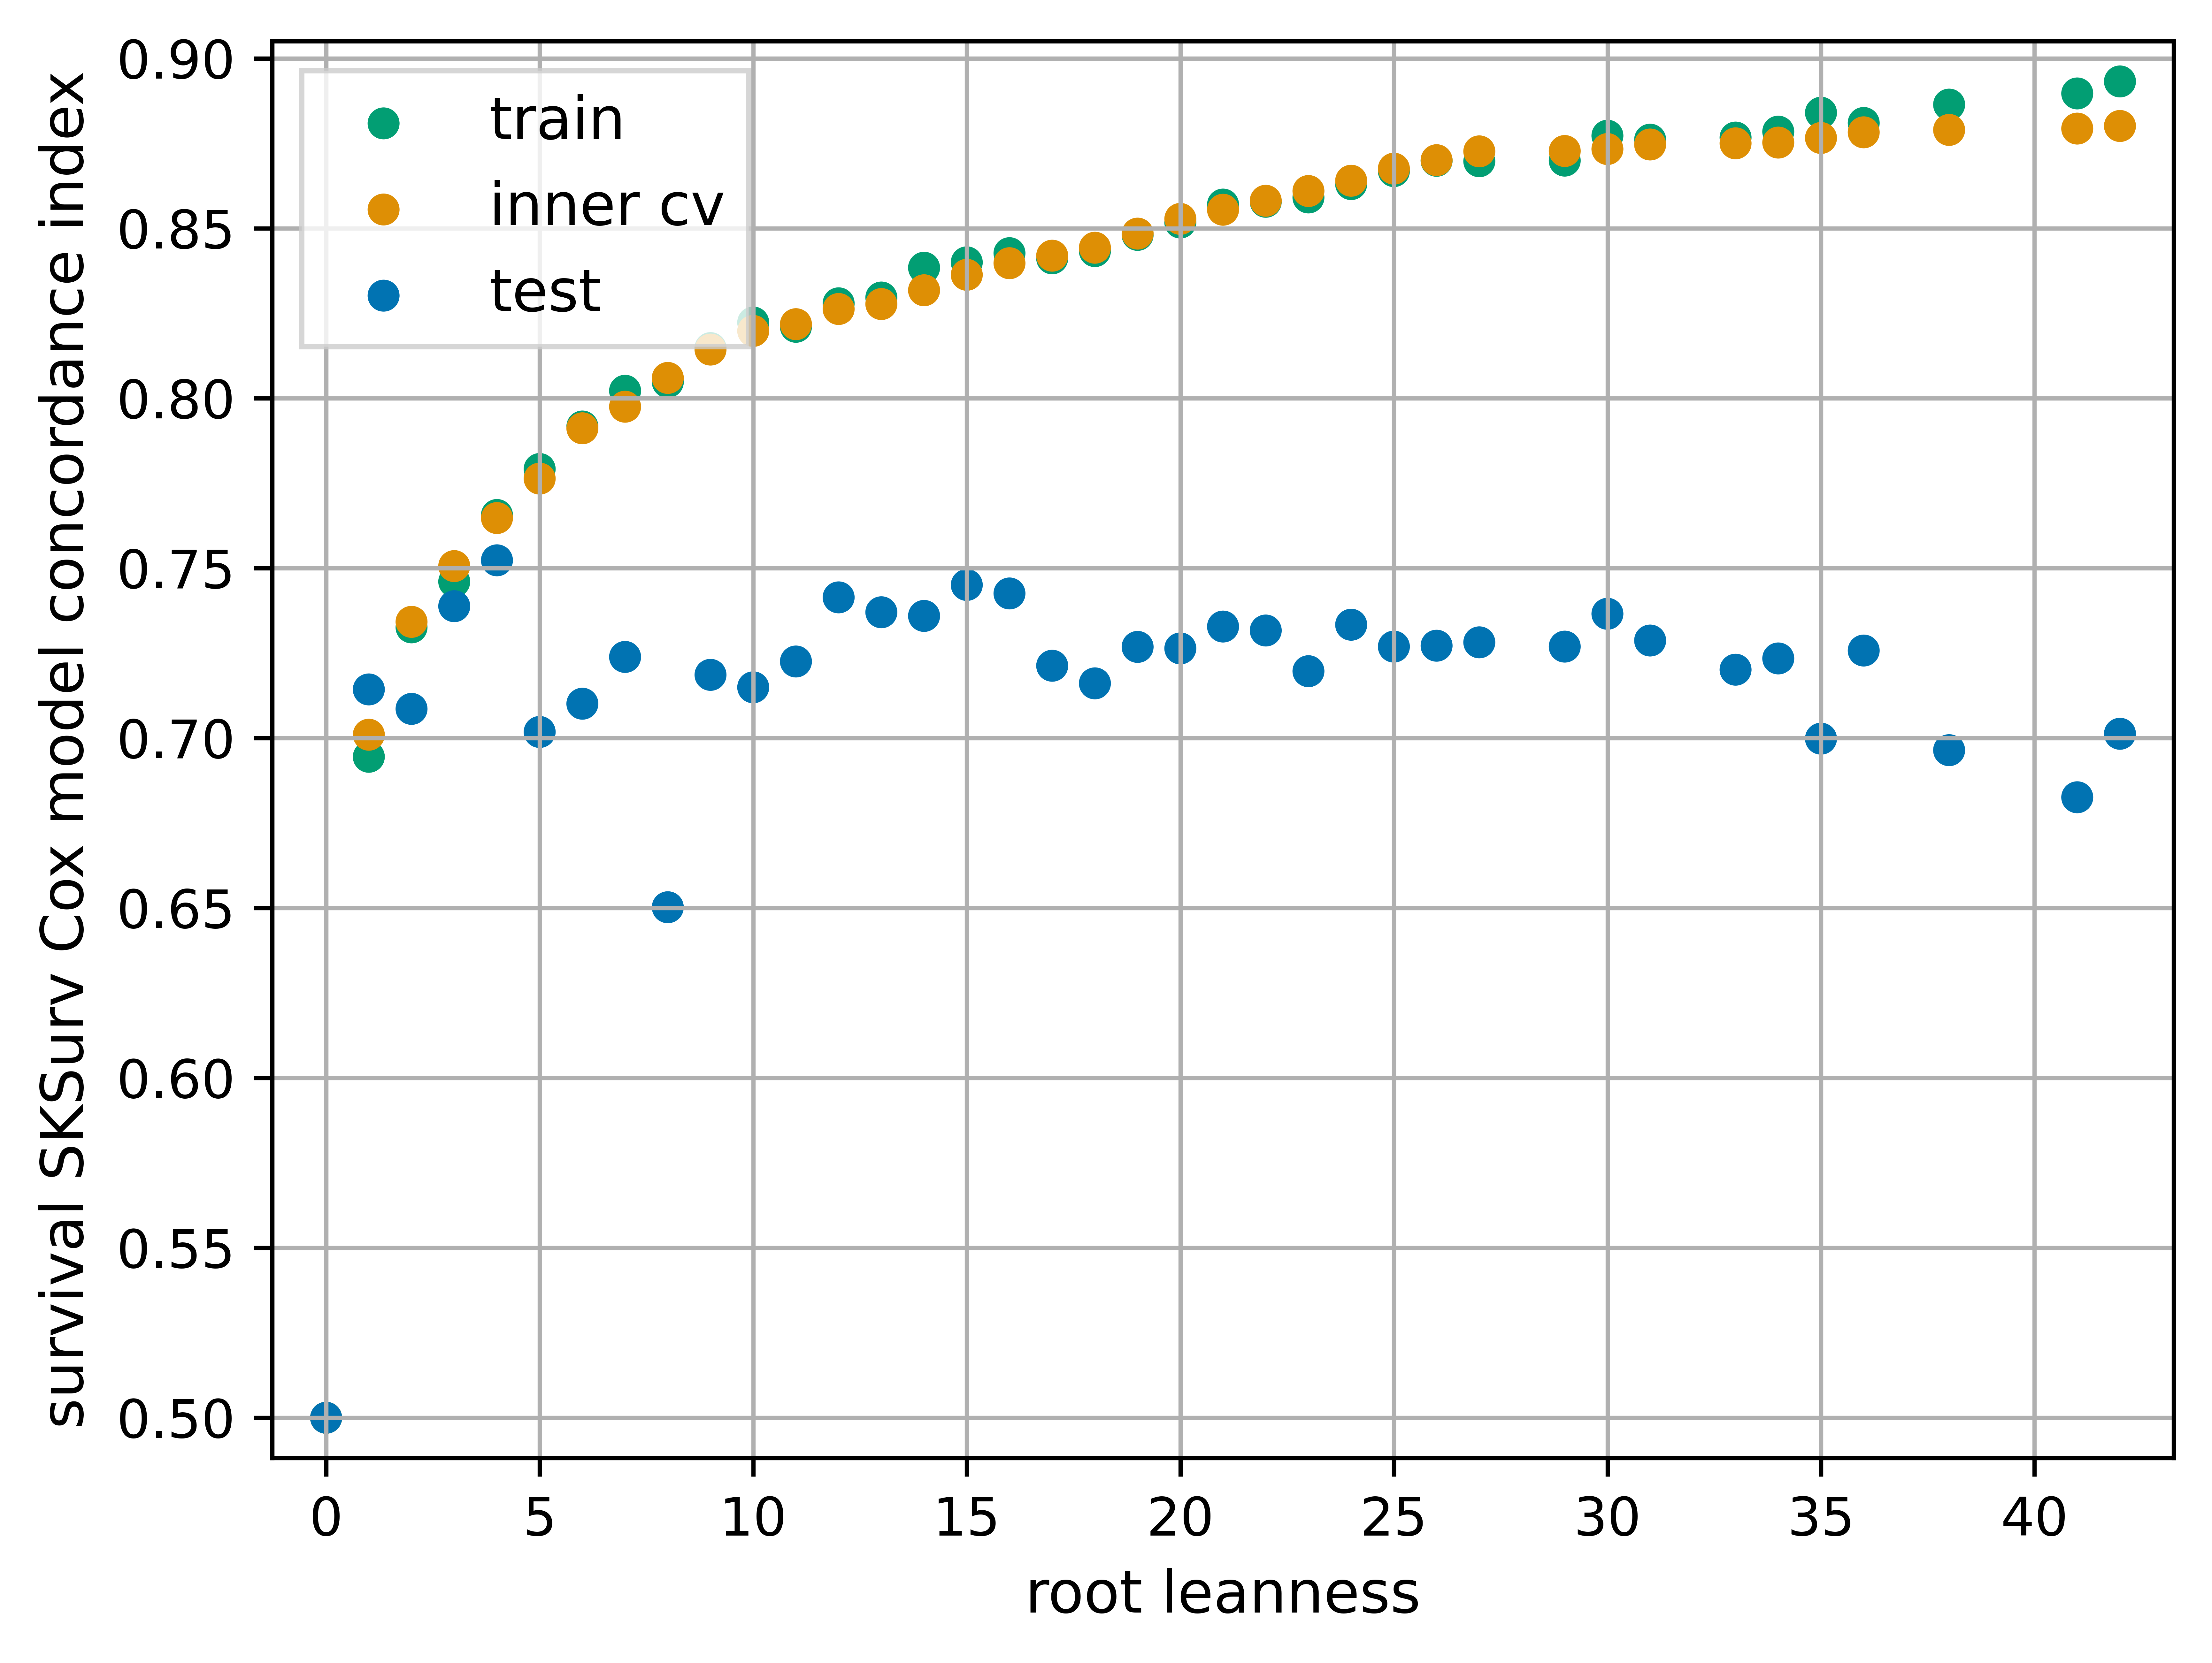 survival SKSurv Cox model concordance index
0.90
0.85
0.80
0.75
0.70
0.65
0.60
0.55
0.50
train
inner cv
test
0 5 10 15 20 25 30 35 40
root leanness